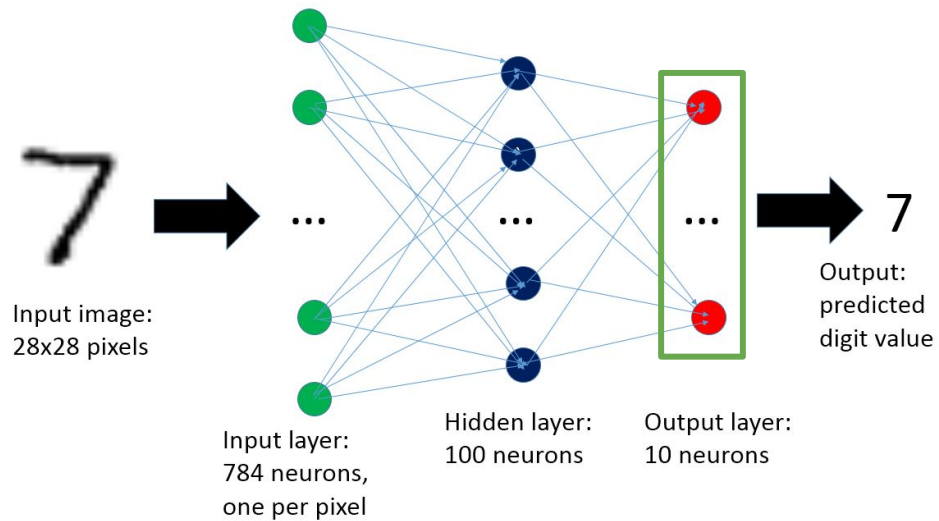 7
...
...
...
7
Input image:
28x28 pixels
Input layer:
784 neurons,
one per pixel
Hidden layer:
100 neurons
Output layer:
10 neurons
Output:
predicted
digit value